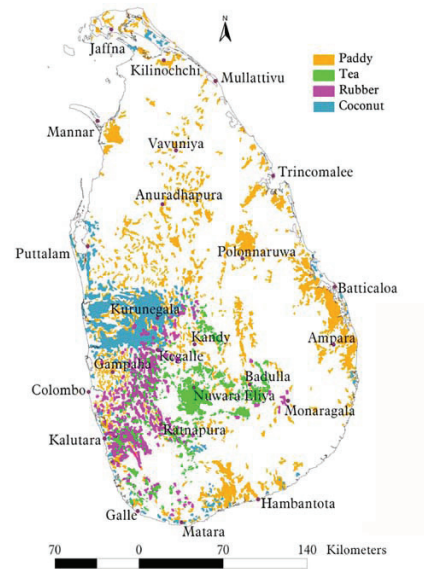 N
Paddy
Tea
Rubber
Coconut
Jaffna
Kilinochchi
Mullattivu
Mannar
Vavuniya
Trincomalee
Anuradhapura
Puttalam
Polonnaruwa
Batticaloa
Kurunegala
Kandy
Ampara
Kegalle
Gampaha
Badulla
Colombo
Nuwara Eliya
Monaragala
Ratnapura
Kalutara
Hambantota
Galle
Matara
70 0 70 140 Kilometers